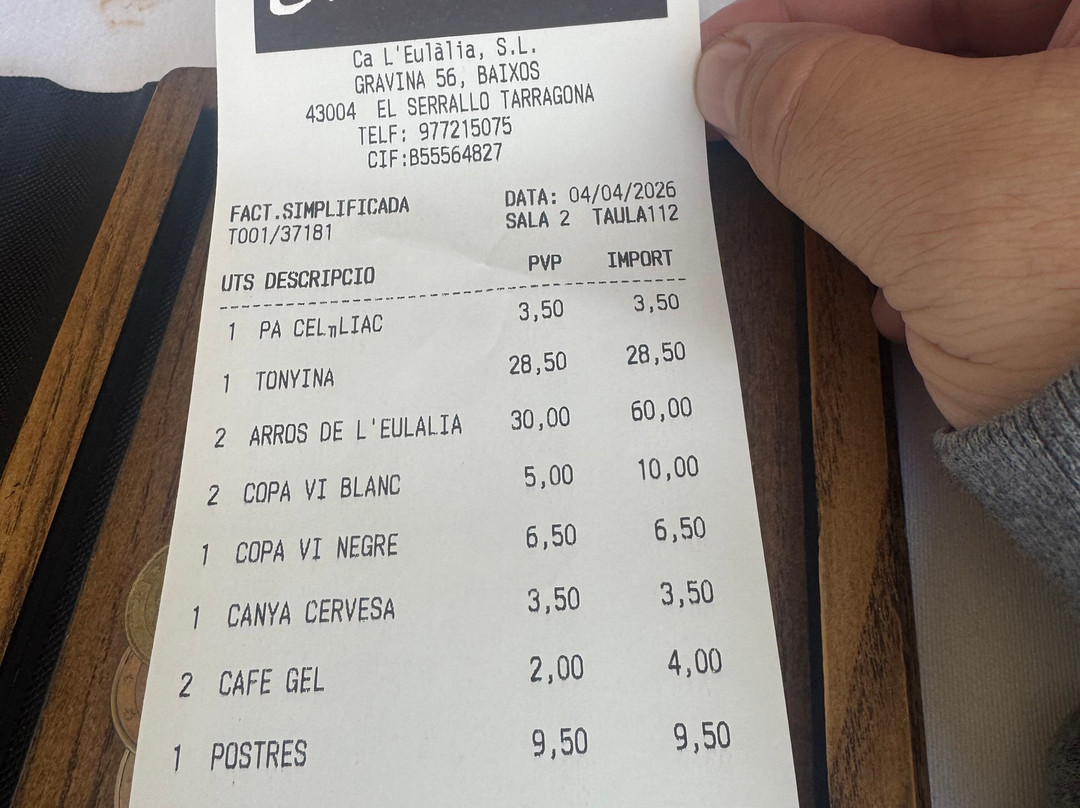 Ca L'Eulàlia, S.L.
GRAVINA 56, BAIXOS
43004 EL SERRALLO TARRAGONA
TELF: 977215075
CIF:B55564827
FACT.SIMPLIFICADA DATA: 04/04/2026
T001/37181 SALA 2 TAULA112
UTS DESCRIPCIO PVP IMPORT
1 PA CELπLIAC 3,50 3,50
1 TONYINA 28,50 28,50
2 ARROS DE L'EULALIA 30,00 60,00
2 COPA VI BLANC 5,00 10,00
1 COPA VI NEGRE 6,50 6,50
1 CANYA CERVESA 3,50 3,50
2 CAFE GEL 2,00 4,00
1 POSTRES 9,50 9,50